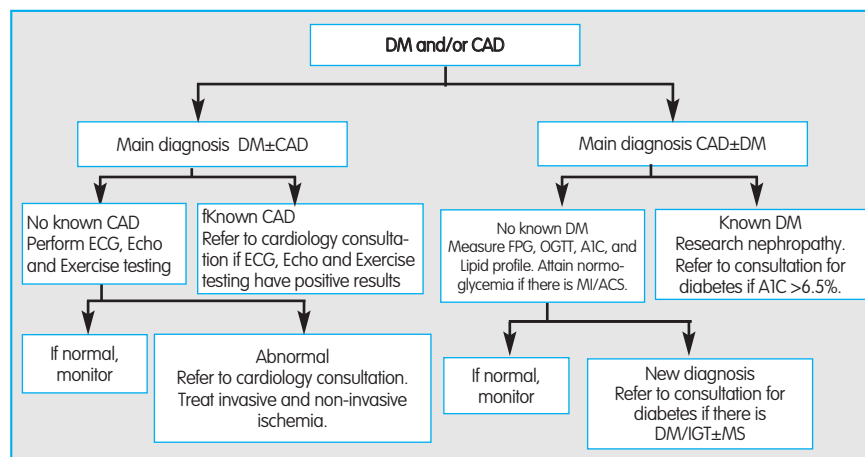 DM and/or CAD
Main diagnosis DM±CAD
Main diagnosis CAD±DM
No known CAD
Perform ECG, Echo
and Exercise testing
fKnown CAD
Refer to cardiology consulta-
tion if ECG, Echo and Exercise
testing have positive results
No known DM
Measure FPG, OGTT, A1C, and
Lipid profile. Attain normo-
glycemia if there is MI/ACS.
Known DM
Research nephropathy.
Refer to consultation for
diabetes if A1C >6.5%.
If normal,
monitor
Abnormal
Refer to cardiology consultation.
Treat invasive and non-invasive
ischemia.
If normal,
monitor
New diagnosis
Refer to consultation for
diabetes if there is
DM/IGT±MS